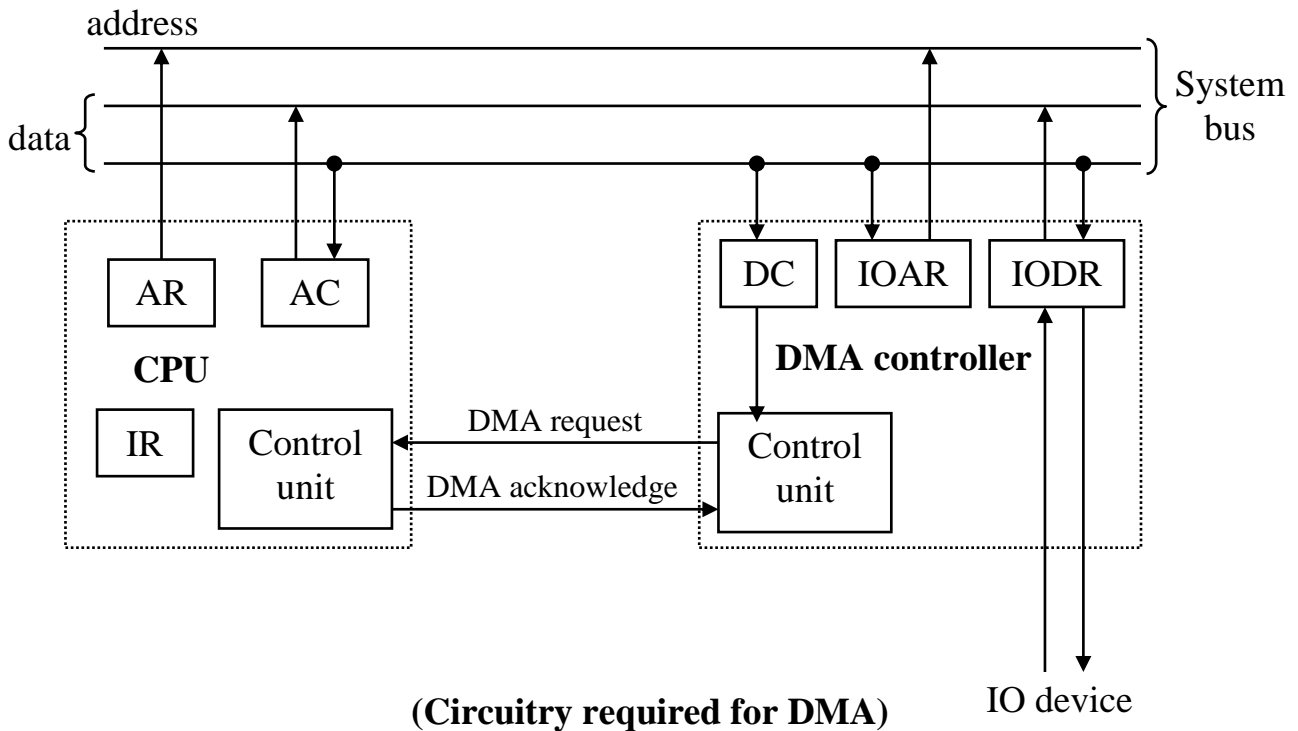 address
System
bus
data
AR
AC
DC
IOAR
IODR
CPU
DMA controller
IR
Control
unit
DMA request
DMA acknowledge
Control
unit
IO device
(Circuitry required for DMA)